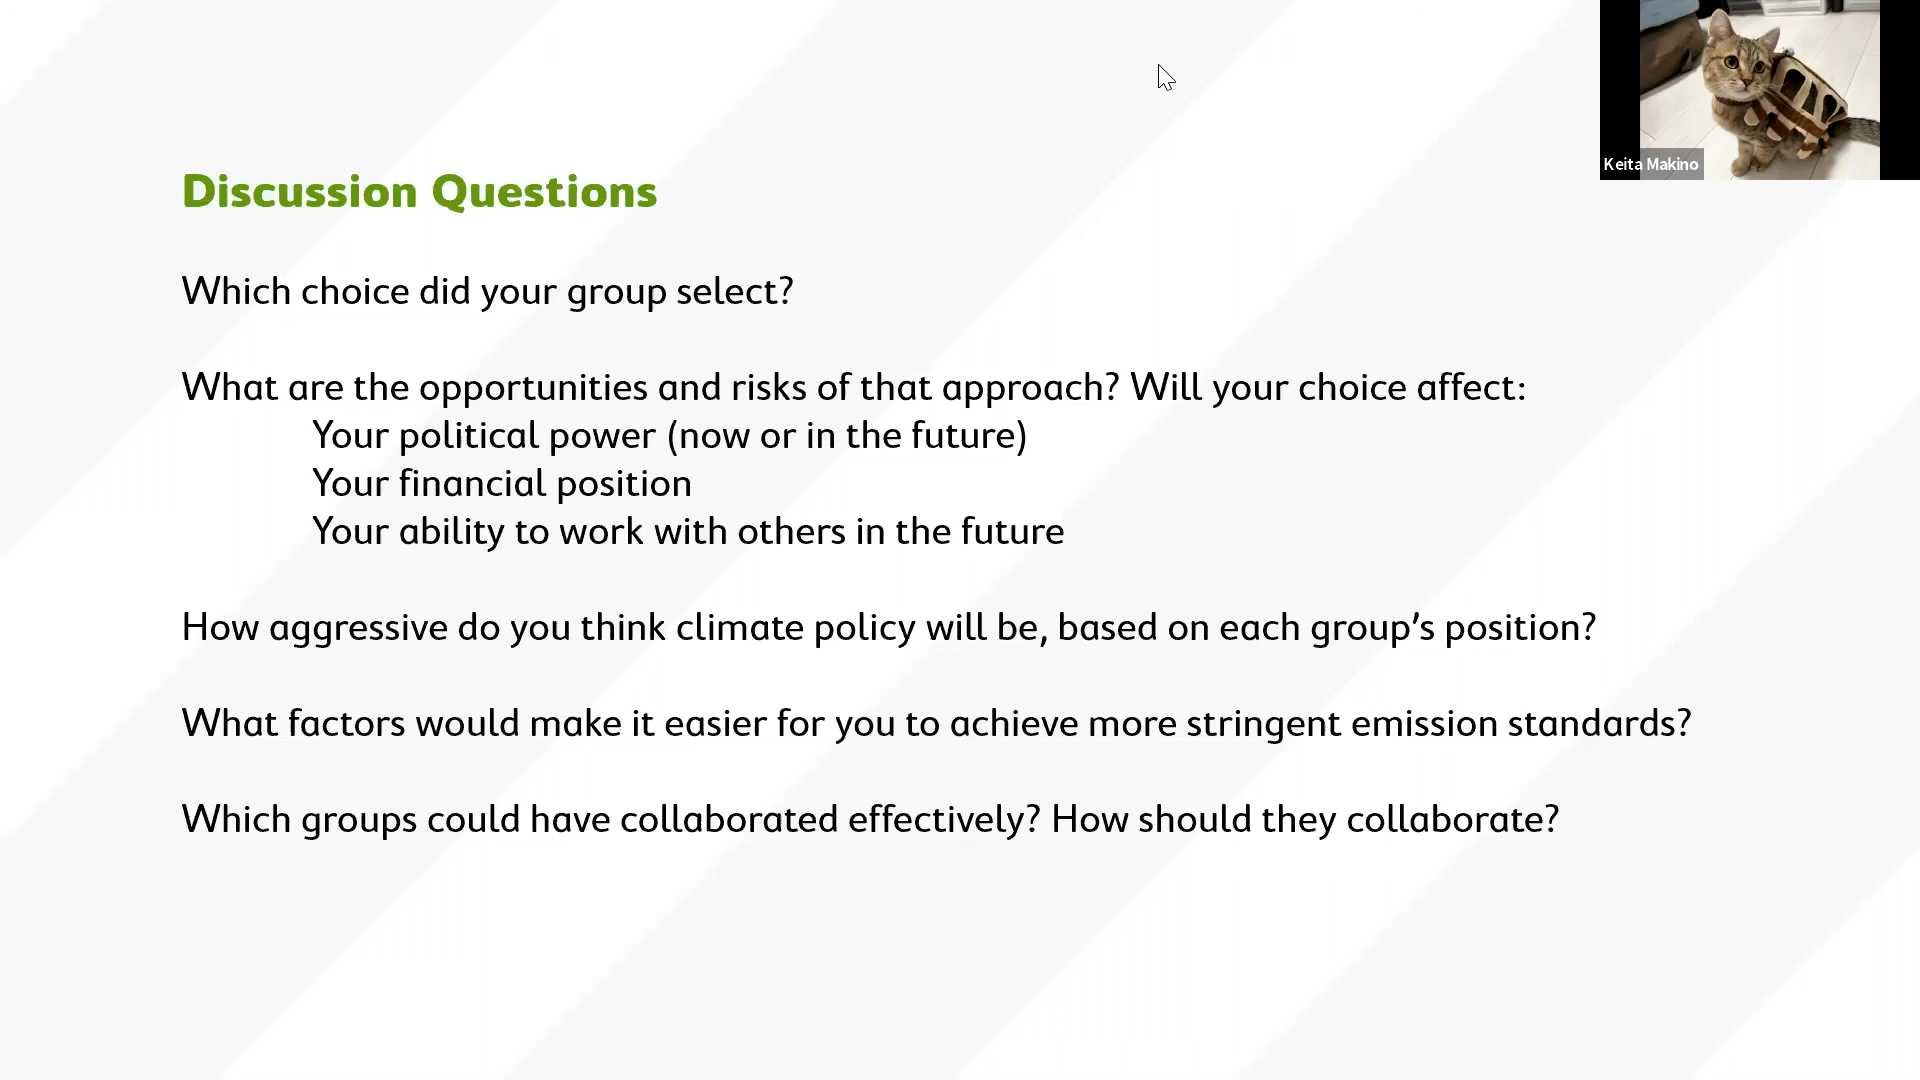 Keita Makino
Discussion Questions
Which choice did your group select?
What are the opportunities and risks of that approach? Will your choice affect:
Your political power (now or in the future)
Your financial position
Your ability to work with others in the future
How aggressive do you think climate policy will be, based on each group’s position?
What factors would make it easier for you to achieve more stringent emission standards?
Which groups could have collaborated effectively? How should they collaborate?